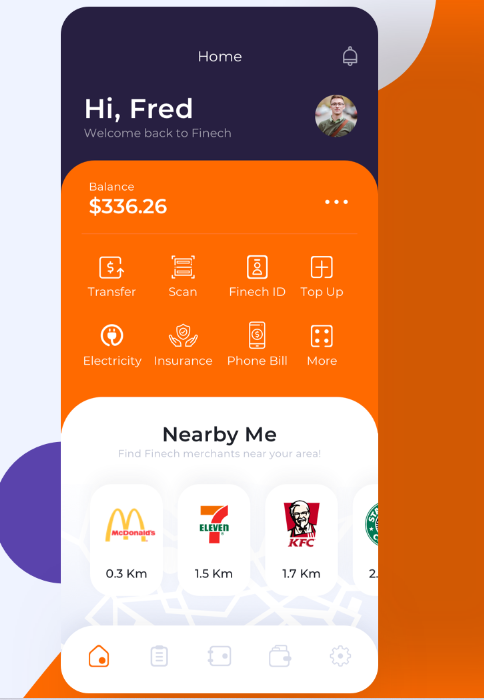 Home
Hi, Fred
Welcome back to Finech
Balance
$336.26
Transfer Scan Finech ID Top Up
Electricity Insurance Phone Bill More
Nearby Me
Find Finech merchants near your area!
McDonald's 7 ELEVEN KFC
0.3 Km 1.5 Km 1.7 Km 2.